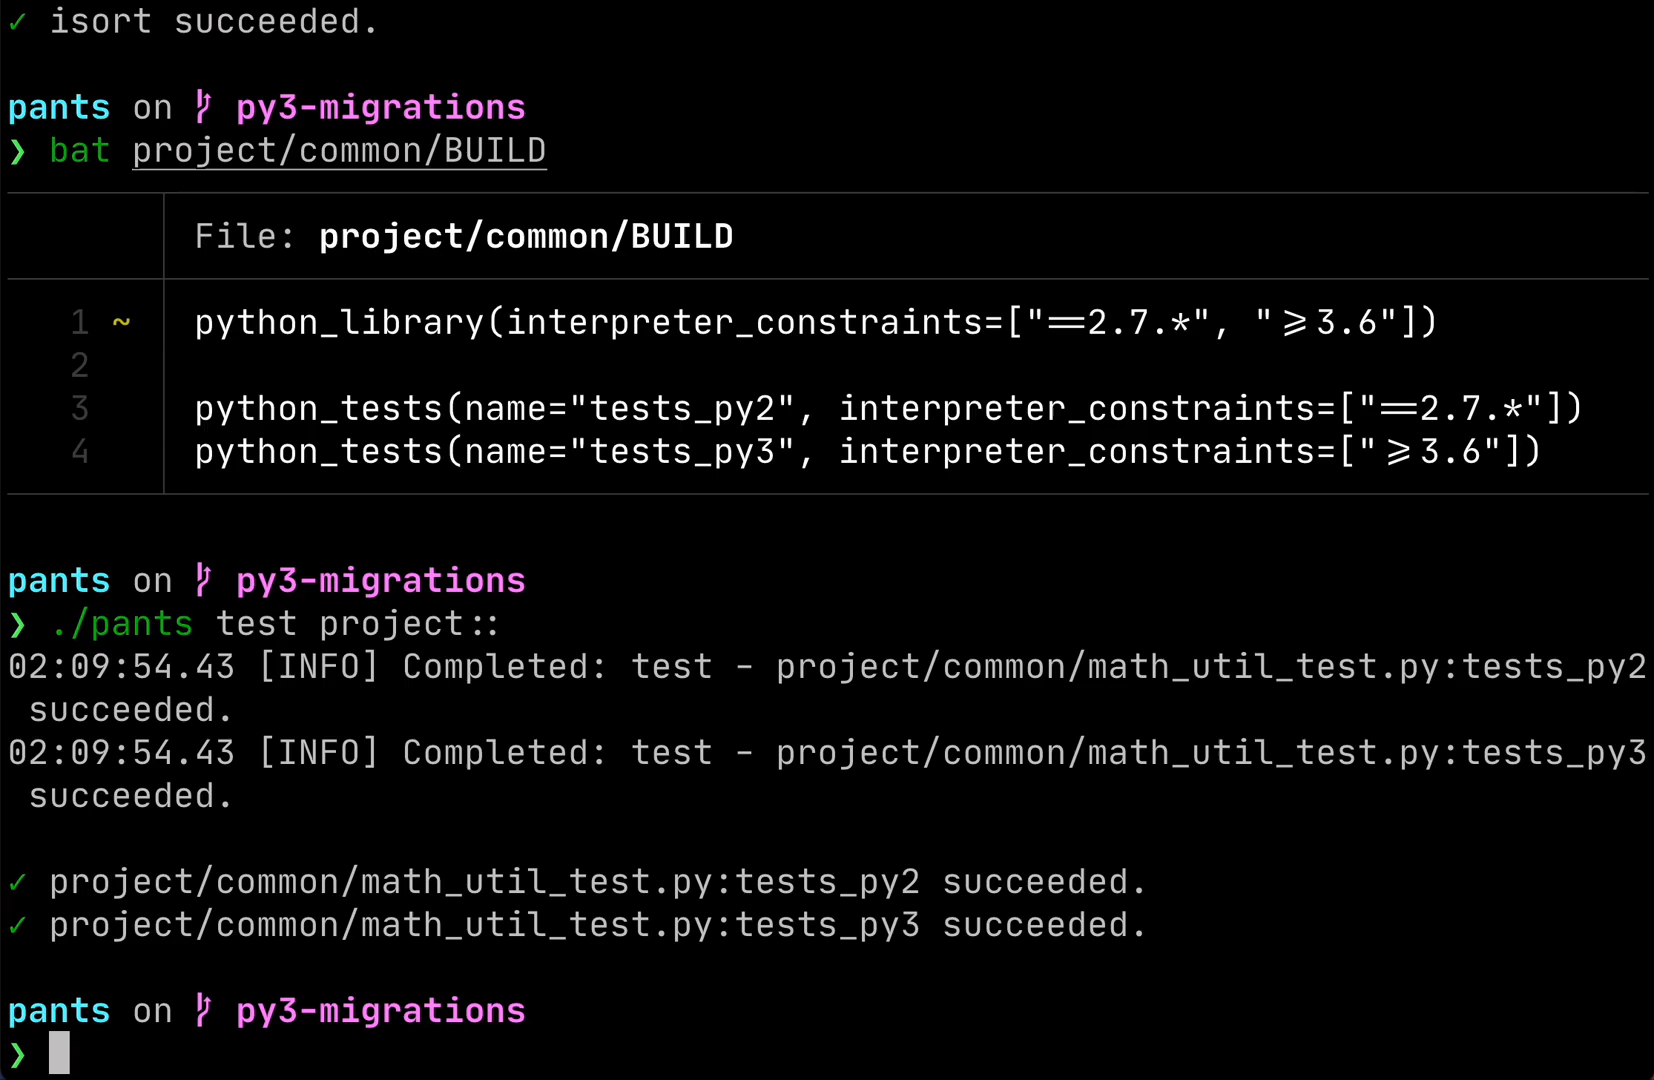 ✓ isort succeeded.
pants on py3-migrations
❯ bat project/common/BUILD
File: project/common/BUILD
1 ~ python_library(interpreter_constraints=["==2.7.*", ">=3.6"])
2
3 python_tests(name="tests_py2", interpreter_constraints=["==2.7.*"])
4 python_tests(name="tests_py3", interpreter_constraints=[">=3.6"])
pants on py3-migrations
❯ ./pants test project::
02:09:54.43 [INFO] Completed: test - project/common/math_util_test.py:tests_py2
succeeded.
02:09:54.43 [INFO] Completed: test - project/common/math_util_test.py:tests_py3
succeeded.
✓ project/common/math_util_test.py:tests_py2 succeeded.
✓ project/common/math_util_test.py:tests_py3 succeeded.
pants on py3-migrations
❯